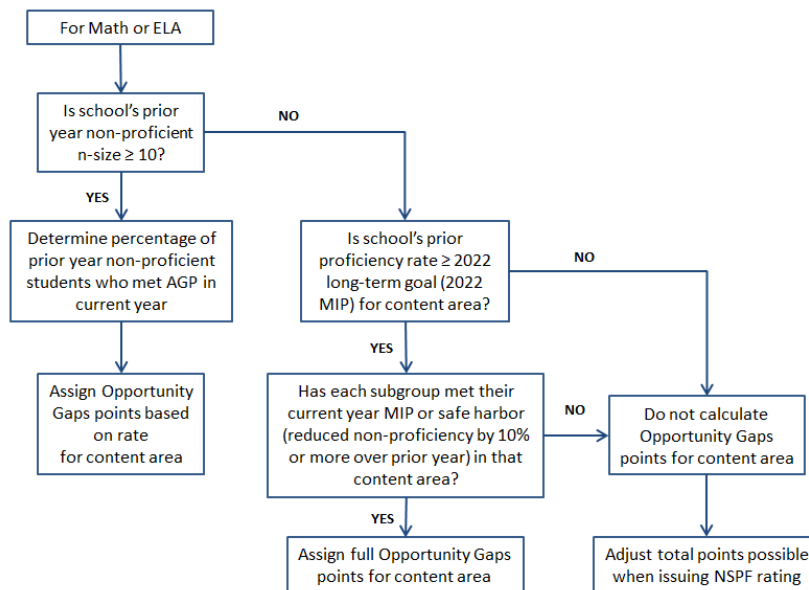 For Math or ELA
Is school's prior
year non-proficient
n-size ≥ 10?
NO
YES
Determine percentage of
prior year non-proficient
students who met AGP in
current year
Is school's prior
proficiency rate ≥ 2022
long-term goal (2022
MIP) for content area?
NO
YES
Assign Opportunity
Gaps points based
on rate
for content area
Has each subgroup met their
current year MIP or safe harbor
(reduced non-proficiency by 10%
or more over prior year) in that
content area?
NO
Do not calculate
Opportunity Gaps
points for content area
YES
Assign full Opportunity Gaps
points for content area
Adjust total points possible
when issuing NSPF rating